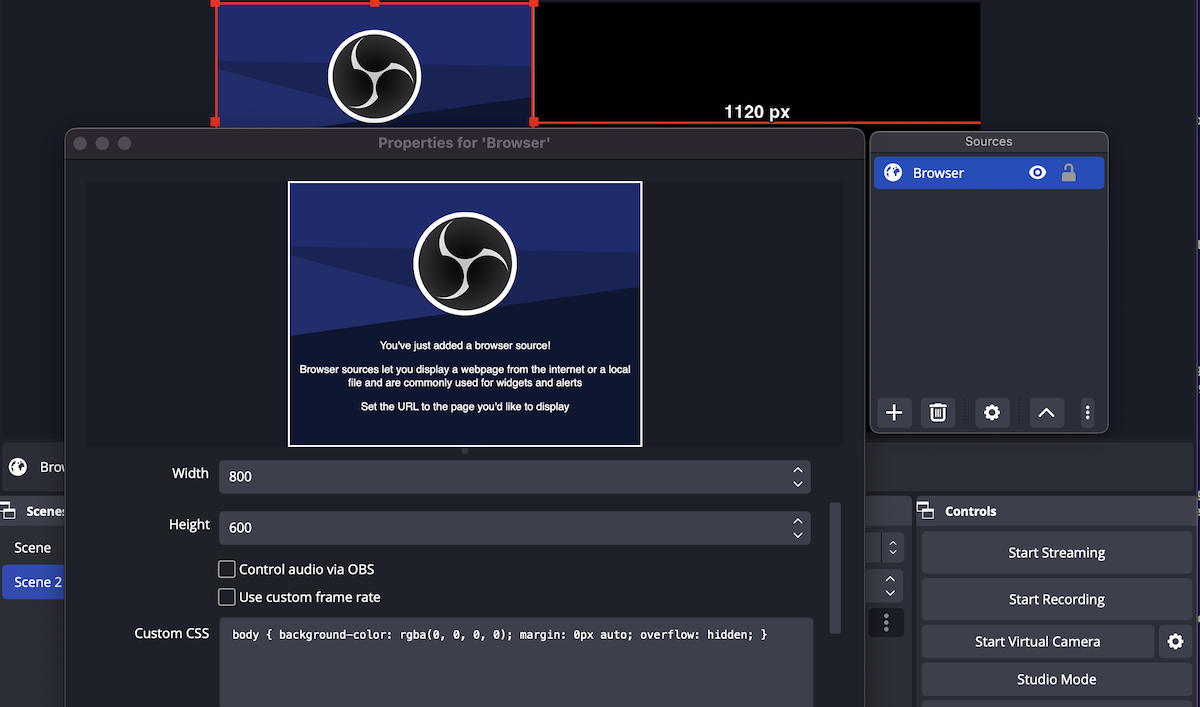 1120 px
Properties for 'Browser'
You've just added a browser source!
Browser sources let you display a webpage from the internet or a local
file and are commonly used for widgets and alerts
Set the URL to the page you'd like to display
Width
800
Height
600
Control audio via OBS
Use custom frame rate
Custom CSS
body { background-color: rgba(0, 0, 0, 0); margin: 0px auto; overflow: hidden; }
Sources
Browser
Scene
Scene 2
Controls
Start Streaming
Start Recording
Start Virtual Camera
Studio Mode